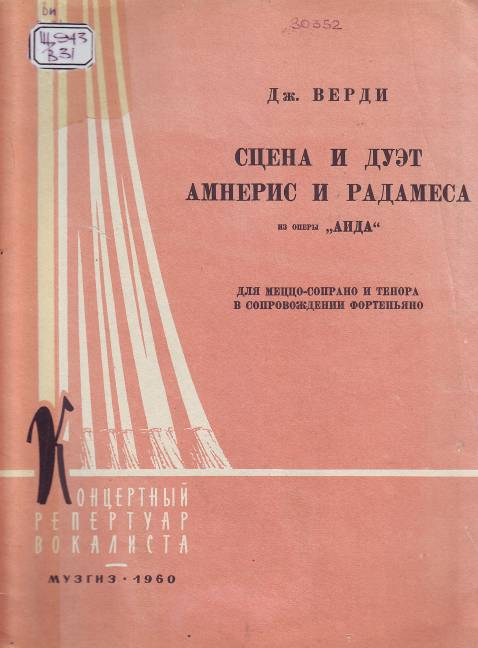 Ви
Щ943
В31
30352
Дж. ВЕРДИ
СЦЕНА И ДУЭТ
АМНЕРИС И РАДАМЕСА
ИЗ ОПЕРЫ „АИДА“
ДЛЯ МЕЦЦО-СОПРАНО И ТЕНОРА
В СОПРОВОЖДЕНИИ ФОРТЕПЬЯНО
КОНЦЕРТНЫЙ
РЕПЕРТУАР
ВОКАЛИСТА
МУЗГИЗ · 1960